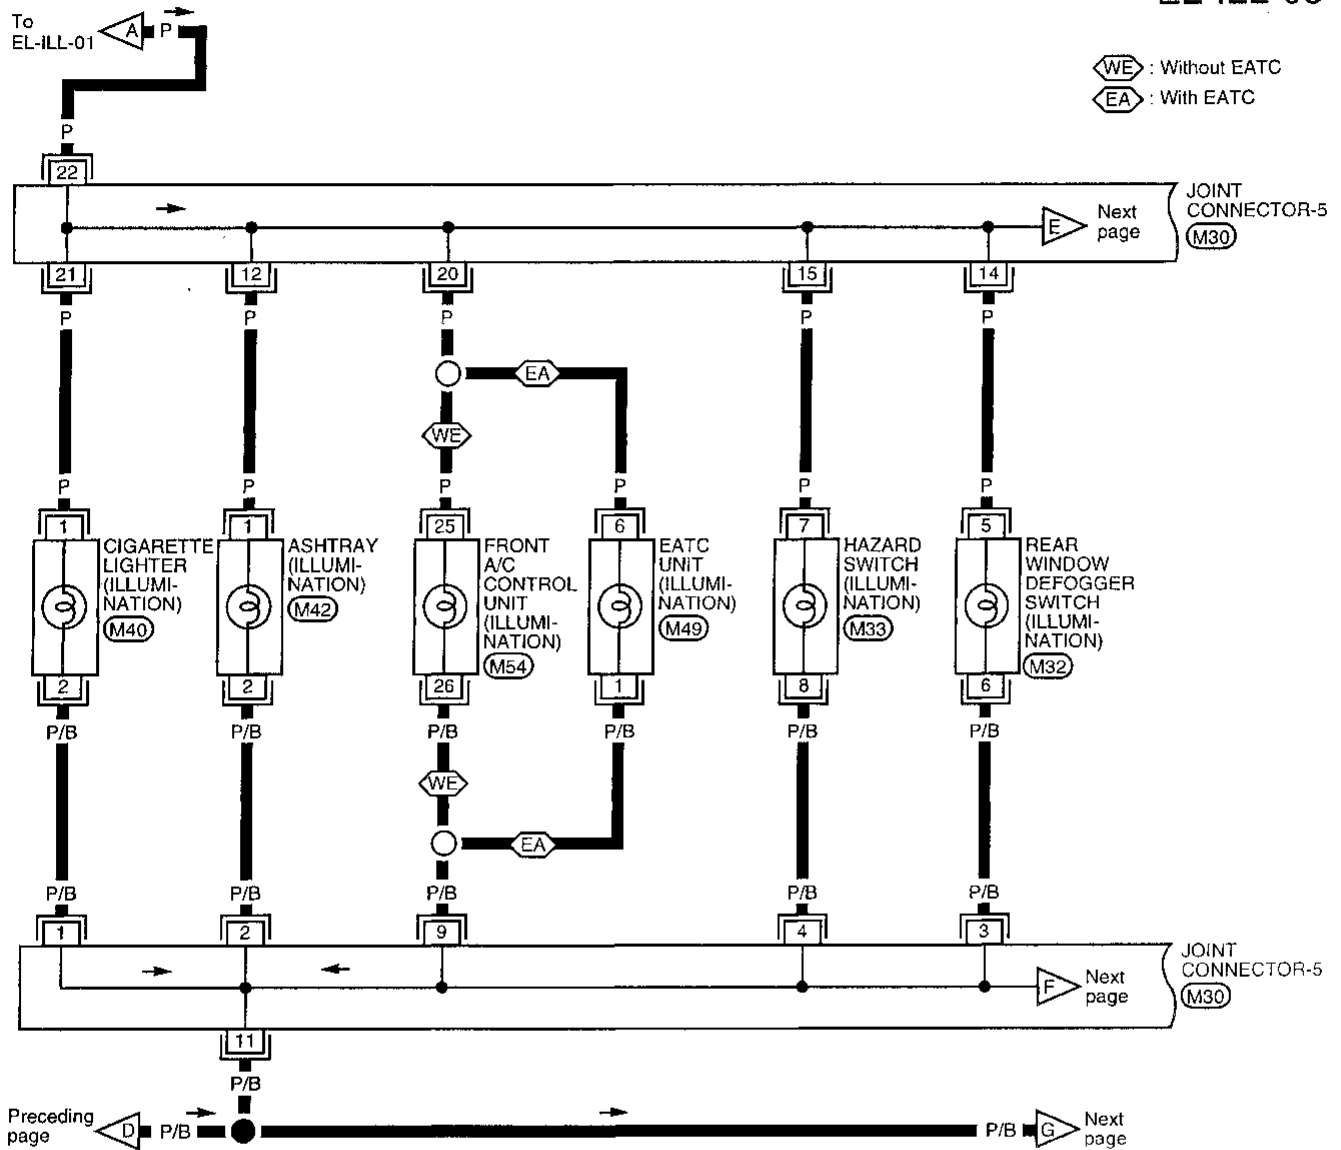 To
EL-ILL-01
A
P
WE : Without EATC
EA : With EATC
P
22
JOINT
CONNECTOR-5
M30
E
Next
page
21
12
20
15
14
P
P
P
P
P
EA
WE
P
P
P
P
P
P
1
1
25
6
7
5
CIGARETTE
LIGHTER
(ILLUMI-
NATION)
M40
ASHTRAY
(ILLUMI-
NATION)
M42
FRONT
A/C
CONTROL
UNIT
(ILLUMI-
NATION)
M54
EATC
UNIT
(ILLUMI-
NATION)
M49
HAZARD
SWITCH
(ILLUMI-
NATION)
M33
REAR
WINDOW
DEFOGGER
SWITCH
(ILLUMI-
NATION)
M32
2
2
26
1
8
6
P/B
P/B
P/B
P/B
P/B
P/B
WE
EA
P/B
P/B
P/B
P/B
P/B
1
2
9
4
3
JOINT
CONNECTOR-5
M30
F
Next
page
11
P/B
Preceding
page
D
P/B
P/B
G
Next
page